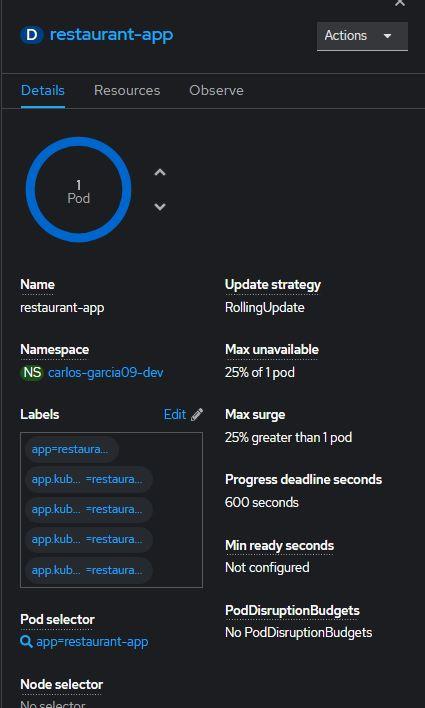 D restaurant-app
Actions
Details Resources Observe
1
Pod
Name
restaurant-app
Namespace
NS carlos-garcia09-dev
Labels Edit
app=restaura...
app.kub... =restaura...
app.kub... =restaura...
app.kub... =restaura...
app.kub... =restaura...
Pod selector
app=restaurant-app
Node selector
No selector
Update strategy
RollingUpdate
Max unavailable
25% of 1 pod
Max surge
25% greater than 1 pod
Progress deadline seconds
600 seconds
Min ready seconds
Not configured
PodDisruptionBudgets
No PodDisruptionBudgets